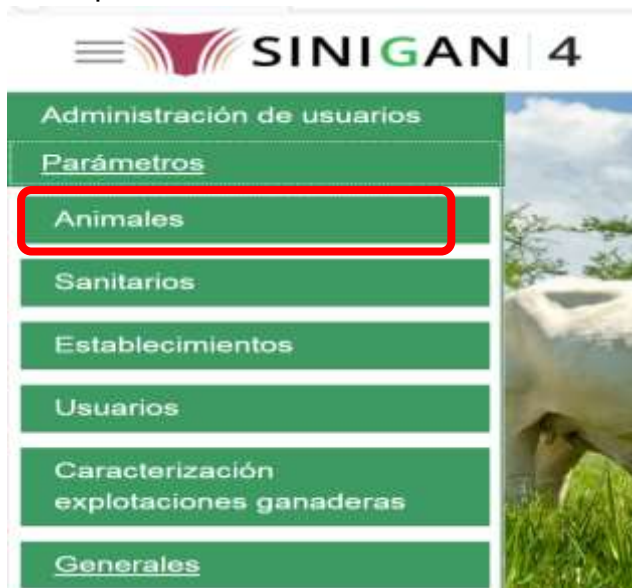 SINIGAN 4
Administración de usuarios
Parámetros
Animales
Sanitarios
Establecimientos
Usuarios
Caracterización
explotaciones ganaderas
Generales